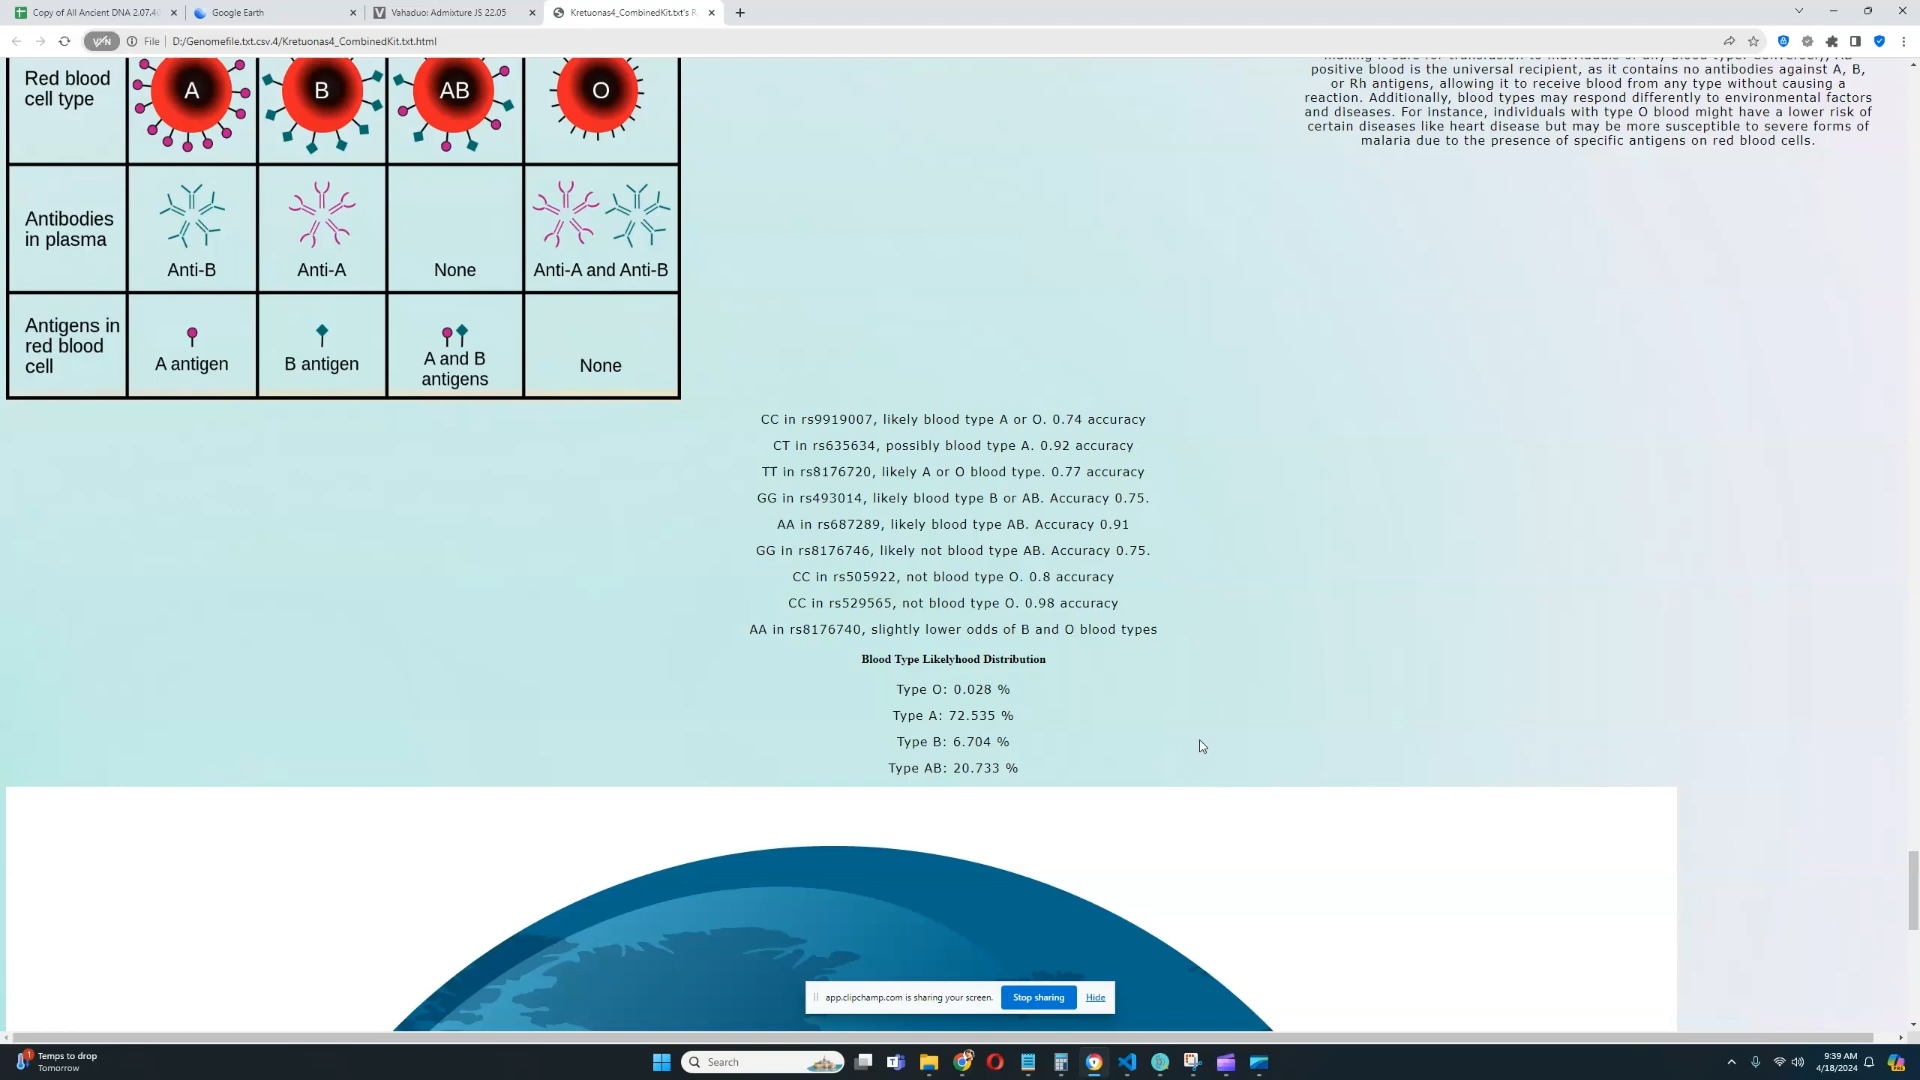 Copy of All Ancient DNA 2.07.40
Google Earth
Vahaduo: Admixture JS 22.05
Kretuonas4_CombinedKit.txt's R
VPN
File
D:/Genomefile.txt.csv.4/Kretuonas4_CombinedKit.txt.html
Red blood
cell type
A
B
AB
O
Antibodies
in plasma
Anti-B
Anti-A
None
Anti-A and Anti-B
Antigens in
red blood
cell
A antigen
B antigen
A and B
antigens
None
positive blood is the universal recipient, as it contains no antibodies against A, B,
or Rh antigens, allowing it to receive blood from any type without causing a
reaction. Additionally, blood types may respond differently to environmental factors
and diseases. For instance, individuals with type O blood might have a lower risk of
certain diseases like heart disease but may be more susceptible to severe forms of
malaria due to the presence of specific antigens on red blood cells.
CC in rs9919007, likely blood type A or O. 0.74 accuracy
CT in rs635634, possibly blood type A. 0.92 accuracy
TT in rs8176720, likely A or O blood type. 0.77 accuracy
GG in rs493014, likely blood type B or AB. Accuracy 0.75.
AA in rs687289, likely blood type AB. Accuracy 0.91
GG in rs8176746, likely not blood type AB. Accuracy 0.75.
CC in rs505922, not blood type O. 0.8 accuracy
CC in rs529565, not blood type O. 0.98 accuracy
AA in rs8176740, slightly lower odds of B and O blood types
Blood Type Likelyhood Distribution
Type O: 0.028 %
Type A: 72.535 %
Type B: 6.704 %
Type AB: 20.733 %
app.clipchamp.com is sharing your screen.
Stop sharing
Hide
1
Temps to drop
Tomorrow
Search
9:39 AM
4/18/2024